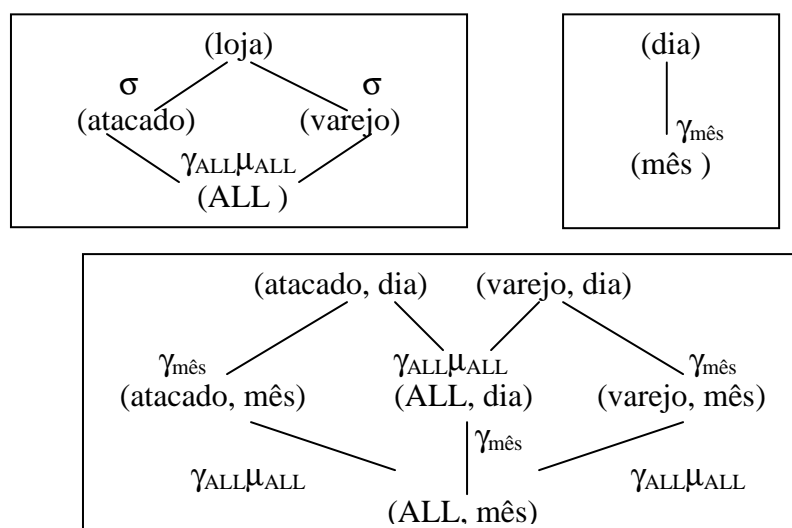 (loja)
σ σ
(atacado) (varejo)
γALLμALL
(ALL )
(dia)
γmês
(mês )
(atacado, dia) (varejo, dia)
γmês γALLμALL γmês
(atacado, mês) (ALL, dia) (varejo, mês)
γmês
γALLμALL γALLμALL
(ALL, mês)